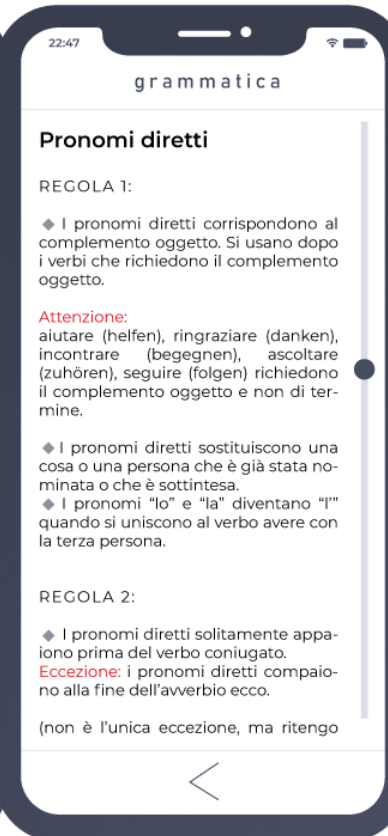 22:47
grammatica
Pronomi diretti
REGOLA 1:
◆ I pronomi diretti corrispondono al
complemento oggetto. Si usano dopo
i verbi che richiedono il complemento
oggetto.
Attenzione:
aiutare (helfen), ringraziare (danken),
incontrare (begegnen), ascoltare
(zuhören), seguire (folgen) richiedono
il complemento oggetto e non di ter-
mine.
◆ I pronomi diretti sostituiscono una
cosa o una persona che è già stata no-
minata o che è sottintesa.
◆ I pronomi “lo” e “la” diventano “l’”
quando si uniscono al verbo avere con
la terza persona.
REGOLA 2:
◆ I pronomi diretti solitamente appa-
iono prima del verbo coniugato.
Eccezione: i pronomi diretti compaio-
no alla fine dell’avverbio ecco.
(non è l’unica eccezione, ma ritengo